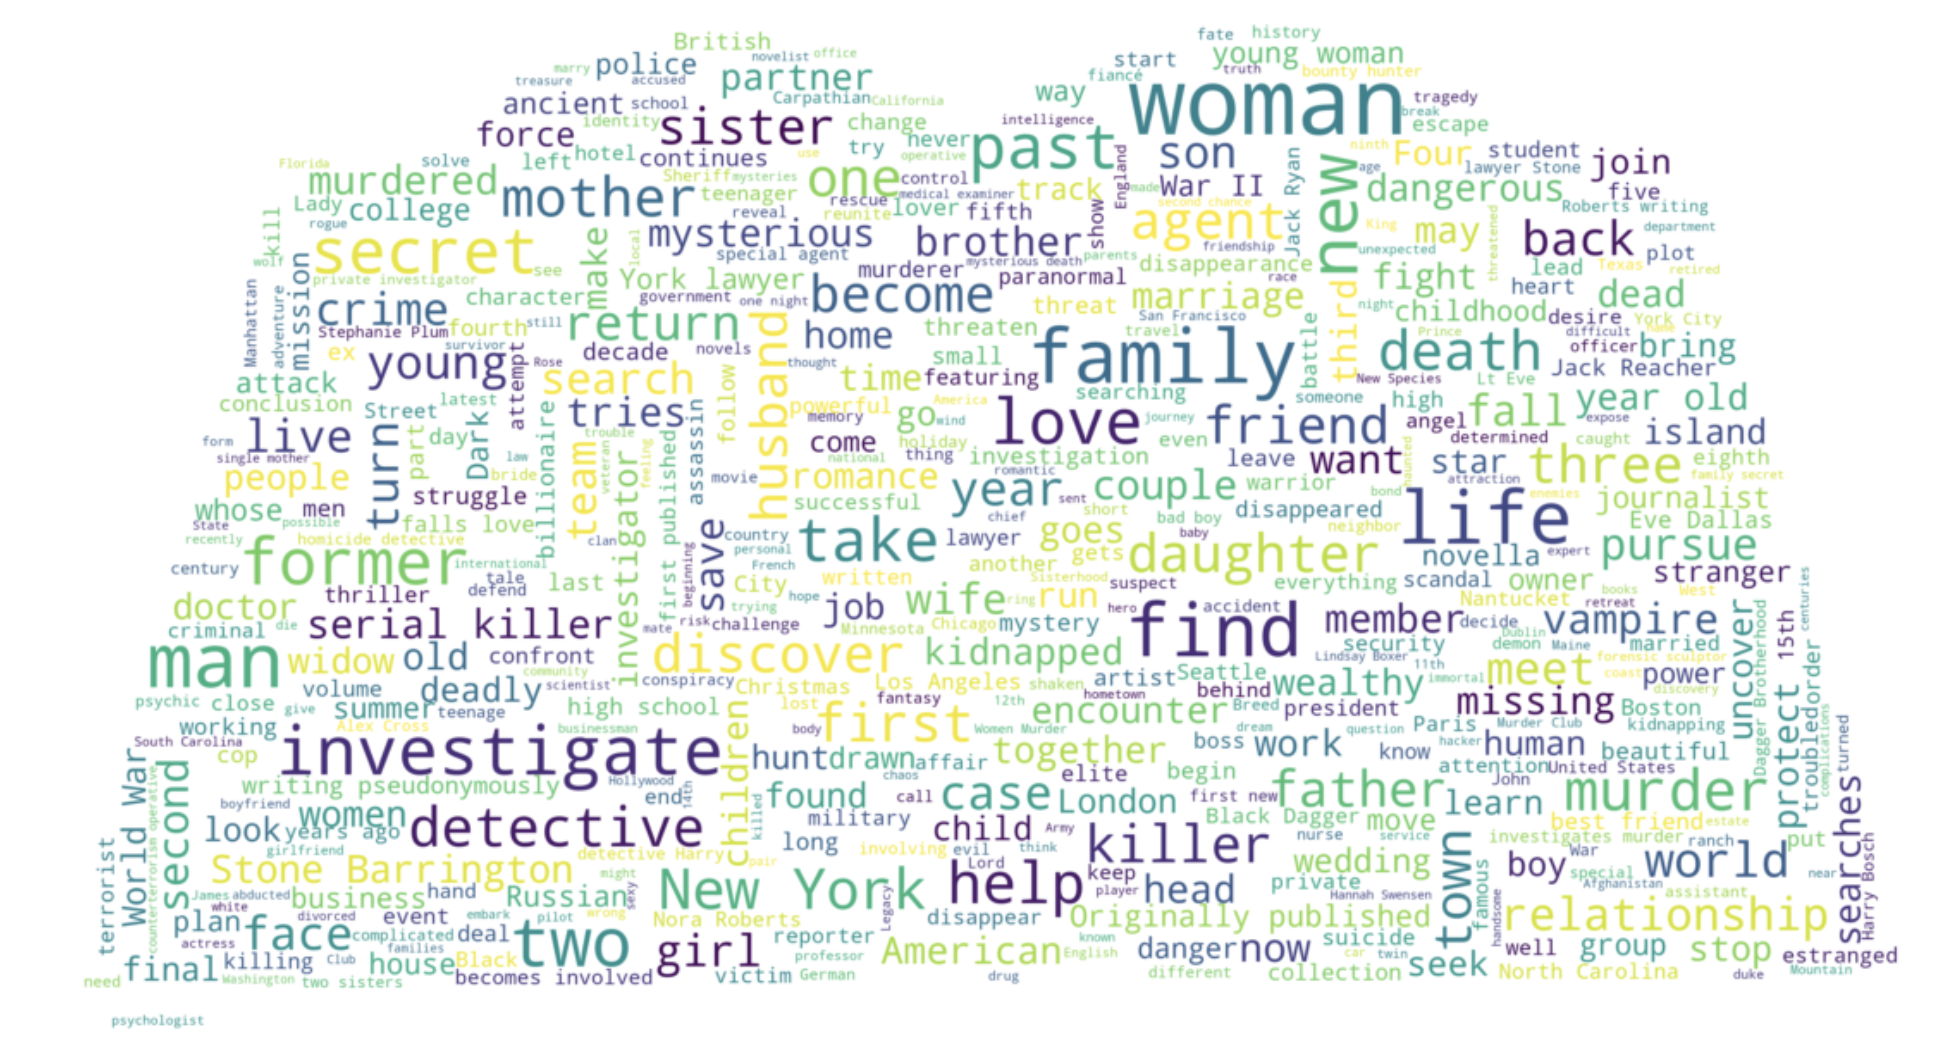 British
fate history
novelist office
police
start
young woman
marry
partner
fiancé truth bounty hunter
treasure accused
ancient school
Carpathian California
way
woman
tragedy
force
identity
sister
change
intelligence
break
escape
Florida
solve
left hotel continues
use
try never
operative
past
son
Jack Ryan
new
ninth
Four
age
student
lawyer Stone
join
murdered
mother
Sheriff mysteries
teenager
one
control
medical examiner
track
England
made
War II
dangerous
five
Lady college
rogue
kill
reveal
rescue
reunite lover fifth
show
second chance
agent
King
may
Roberts writing
department
secret
make
local
mysterious
special agent
brother
mysterious death
parents
friendship
disappearance
unexpected
threatened
back
plot
wolf
mission
private investigator
see
York lawyer
murderer
paranormal
race
fight
lead
Texas
retired
Manhattan
adventure
crime
character
government one night
become
threat
marriage
third
night
childhood
heart
dead
Stephanie Plum fourth still
return
husband
home
threaten
travel
San Francisco
battle
Prince
desire
York City
difficult name
officer bring
ex
survivor
Rose
decade novels
thought
small
family
death
young
attempt
search
follow
time featuring
searching
New Species
someone
Lt Eve
Jack Reacher
attack
conclusion
Street latest
billionaire
tries
powerful
memory
go
America
wind
love
journey
friend
high
angel
fall
expose
year old
form
live
single mother
turn
part
day
Dark
law
bride
team
trouble
veteran
feeling
investigator
first published
assassin
movie
come
holiday
thing
national
investigation
even
leave
want
haunted
determined
caught
island
people
struggle
romance
romantic
successful
year
sent
couple
warrior
bond
star
attraction
three
enemies
eighth
family secret
whose men
State possible
recently
falls love
homicide detective
clan
save
country
personal
take
chief
lawyer
short
goes
bad boy
baby
disappeared
neighbor
life
journalist
Eve Dallas
century
former
international
tale
defend
last
beginning
French
City
written
another gets
daughter
novella
expert
pursue
thriller
trying
hope
job
wife
Sisterhood
ring
run
suspect
everything
scandal owner
books
West
stranger
doctor
criminal die
serial killer
mate
risk challenge
Minnesota Chicago
mystery
hero
find
accident
member
decide
Nantucket
retreat
vampire
uncover
Dagger Brotherhood
15th
centuries
man
widow old
confront
community
discover
kidnapped
Lindsay Boxer
11th
security
Dublin
demon
Maine
married
forensic sculptor
psychic close
give
volume
summer
deadly
teenage
scientist
conspiracy
Christmas
Los Angeles
shaken
artist Seattle
hometown
behind
wealthy
immortal
meet
coast
power
discovery
protect
troubled
order
working
South Carolina
Alex Cross
high school
businessman
children
lost
fantasy
body
first
12th
Women Murder
encounter
Breed
dream
president
question
Paris
missing
Murder Club
hacker
Boston
kidnapping
complications
turned
World War
cop
investigate
hunt drawn affair
together
boss work
know
human
attention United States
beautiful
terrorist
counterterrorism operative
second
writing pseudonymously
Hollywood
end
14th
killed
found
chaos
call
elite
begin
case London
first new
father
learn
John
murder
searches
boyfriend
women
look years ago
girlfriend
detective
military
long
involving
evil
child
Army
think
Black Dagger
nurse
move
service
best friend estate
investigates murder ranch
put
Stone Barrington
detective Harry
pair
killer
wedding
town
famous
boy
War
special
world
near
James abducted
white
business hand
Russian
might
sexy
New York
Lord
help
keep
player
head
private
Hannah Swensen
Afghanistan
assistant
Harry Bosch
plan
divorced
event
embark
pilot
wrong
Nora Roberts
Legacy
disappear
Originally published
handsome
relationship
actress
face
complicated
families
deal
two
girl
reporter
professor
American
known
English
danger now
suicide
car twin
well
group stop
estranged
final
killing Club
house Black
need
Washington two sisters
becomes involved
victim German
drug
different
collection
seek
North Carolina
duke
Mountain
psychologist